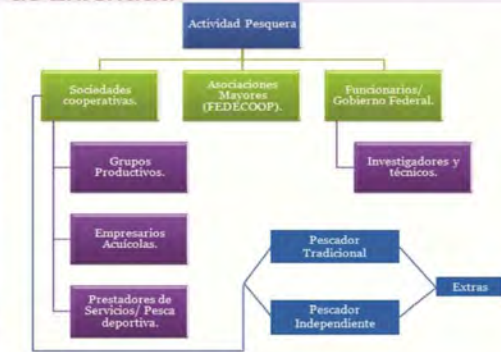 Actividad Pesquera
Sociedades
cooperativas.
Asociaciones
Mayores
(FEDECOOP).
Funcionarios/
Gobierno Federal.
Grupos
Productivos.
Investigadores y
técnicos.
Empresarios
Acuícolas.
Pescador
Tradicional
Extras
Prestadores de
Servicios/ Pesca
deportiva.
Pescador
Independiente